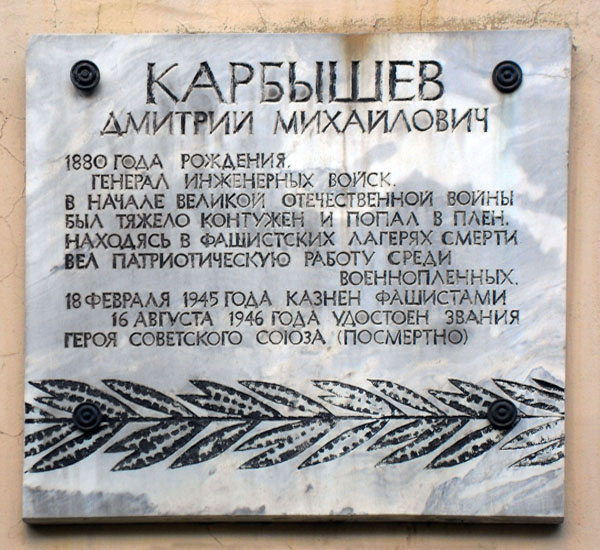 КАРБЫШЕВ
ДМИТРИЙ МИХАЙЛОВИЧ
1880 ГОДА РОЖДЕНИЯ.
ГЕНЕРАЛ ИНЖЕНЕРНЫХ ВОЙСК.
В НАЧАЛЕ ВЕЛИКОЙ ОТЕЧЕСТВЕННОЙ ВОЙНЫ
БЫЛ ТЯЖЕЛО КОНТУЖЕН И ПОПАЛ В ПЛЕН.
НАХОДЯСЬ В ФАШИСТСКИХ ЛАГЕРЯХ СМЕРТИ
ВЕЛ ПАТРИОТИЧЕСКУЮ РАБОТУ СРЕДИ
ВОЕННОПЛЕННЫХ.
18 ФЕВРАЛЯ 1945 ГОДА КАЗНЕН ФАШИСТАМИ
16 АВГУСТА 1946 ГОДА УДОСТОЕН ЗВАНИЯ
ГЕРОЯ СОВЕТСКОГО СОЮЗА (ПОСМЕРТНО)